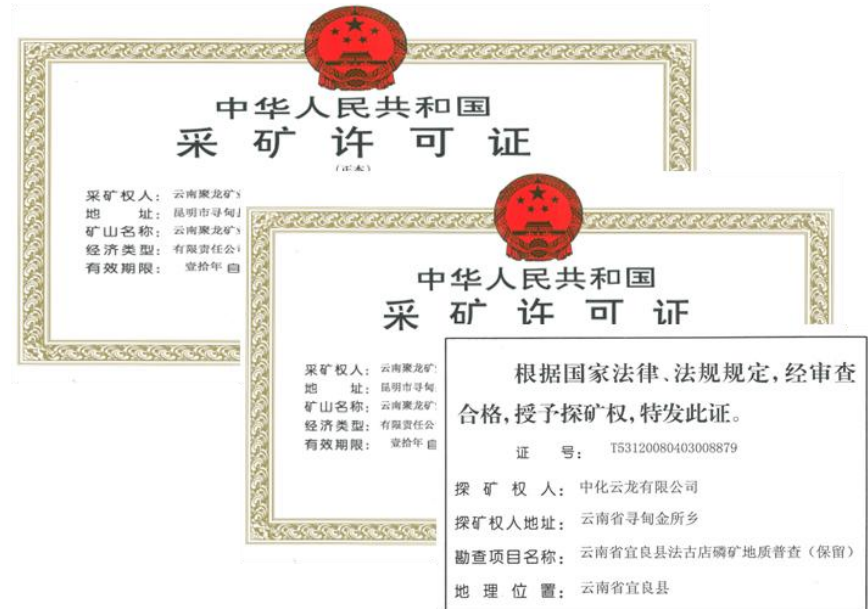 中华人民共和国
采矿许可证
(正本)
采矿权人： 云南聚龙矿
地 址： 昆明市寻甸
矿山名称： 云南聚龙矿
经济类型： 有限责任公
有效期限： 壹拾年 自
中华人民共和国
采矿许可证
采矿权人： 云南聚龙矿
地 址： 昆明市寻甸
矿山名称： 云南聚龙矿
经济类型： 有限责任公
有效期限： 壹拾年 自
根据国家法律、法规规定，经审查
合格，授予探矿权，特发此证。
证 号： T53120080403008879
探矿权人： 中化云龙有限公司
探矿权人地址： 云南省寻甸金所乡
勘查项目名称： 云南省宜良县法古店磷矿地质普查（保留）
地理位置： 云南省宜良县